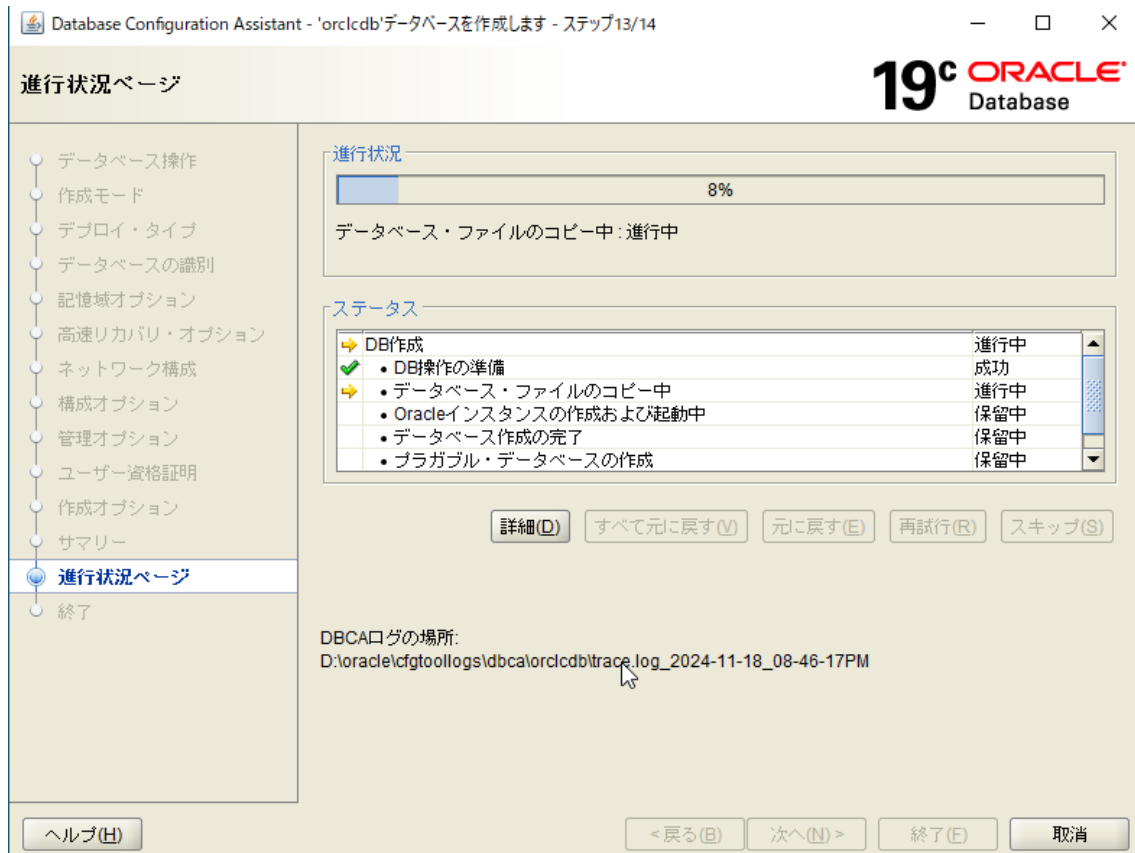 Database Configuration Assistant - 'orclcdb'データベースを作成します - ステップ13/14
進行状況ページ
19c ORACLE Database
データベース操作
作成モード
デプロイ・タイプ
データベースの識別
記憶域オプション
高速リカバリ・オプション
ネットワーク構成
構成オプション
管理オプション
ユーザー資格証明
作成オプション
サマリー
進行状況ページ
終了
進行状況
8%
データベース・ファイルのコピー中 : 進行中
ステータス
DB作成 進行中
• DB操作の準備 成功
• データベース・ファイルのコピー中 進行中
• Oracleインスタンスの作成および起動中 保留中
• データベース作成の完了 保留中
• プラガブル・データベースの作成 保留中
詳細(D) すべて元に戻す(V) 元に戻す(E) 再試行(R) スキップ(S)
DBCAログの場所:
D:\oracle\cfgtoollogs\dbca\orclcdb\trace.log_2024-11-18_08-46-17PM
ヘルプ(H) <戻る(B) 次へ(N)> 終了(F) 取消